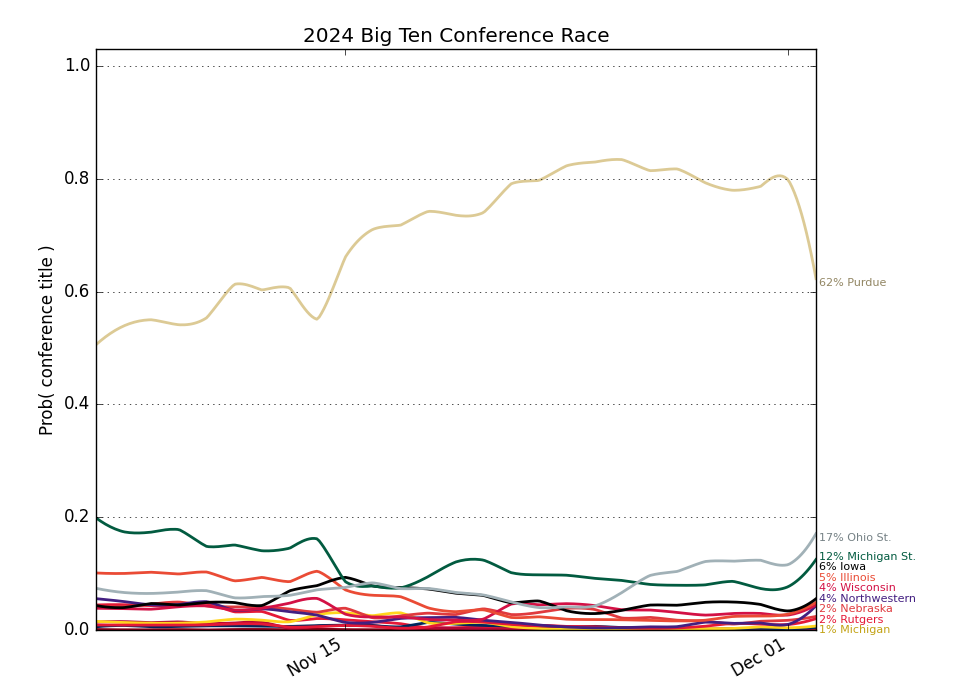 2024 Big Ten Conference Race
Prob( conference title )
1.0
0.8
0.6
0.4
0.2
0.0
Nov 15
Dec 01
62% Purdue
17% Ohio St.
12% Michigan St.
6% Iowa
5% Illinois
4% Wisconsin
4% Northwestern
2% Nebraska
2% Rutgers
1% Michigan